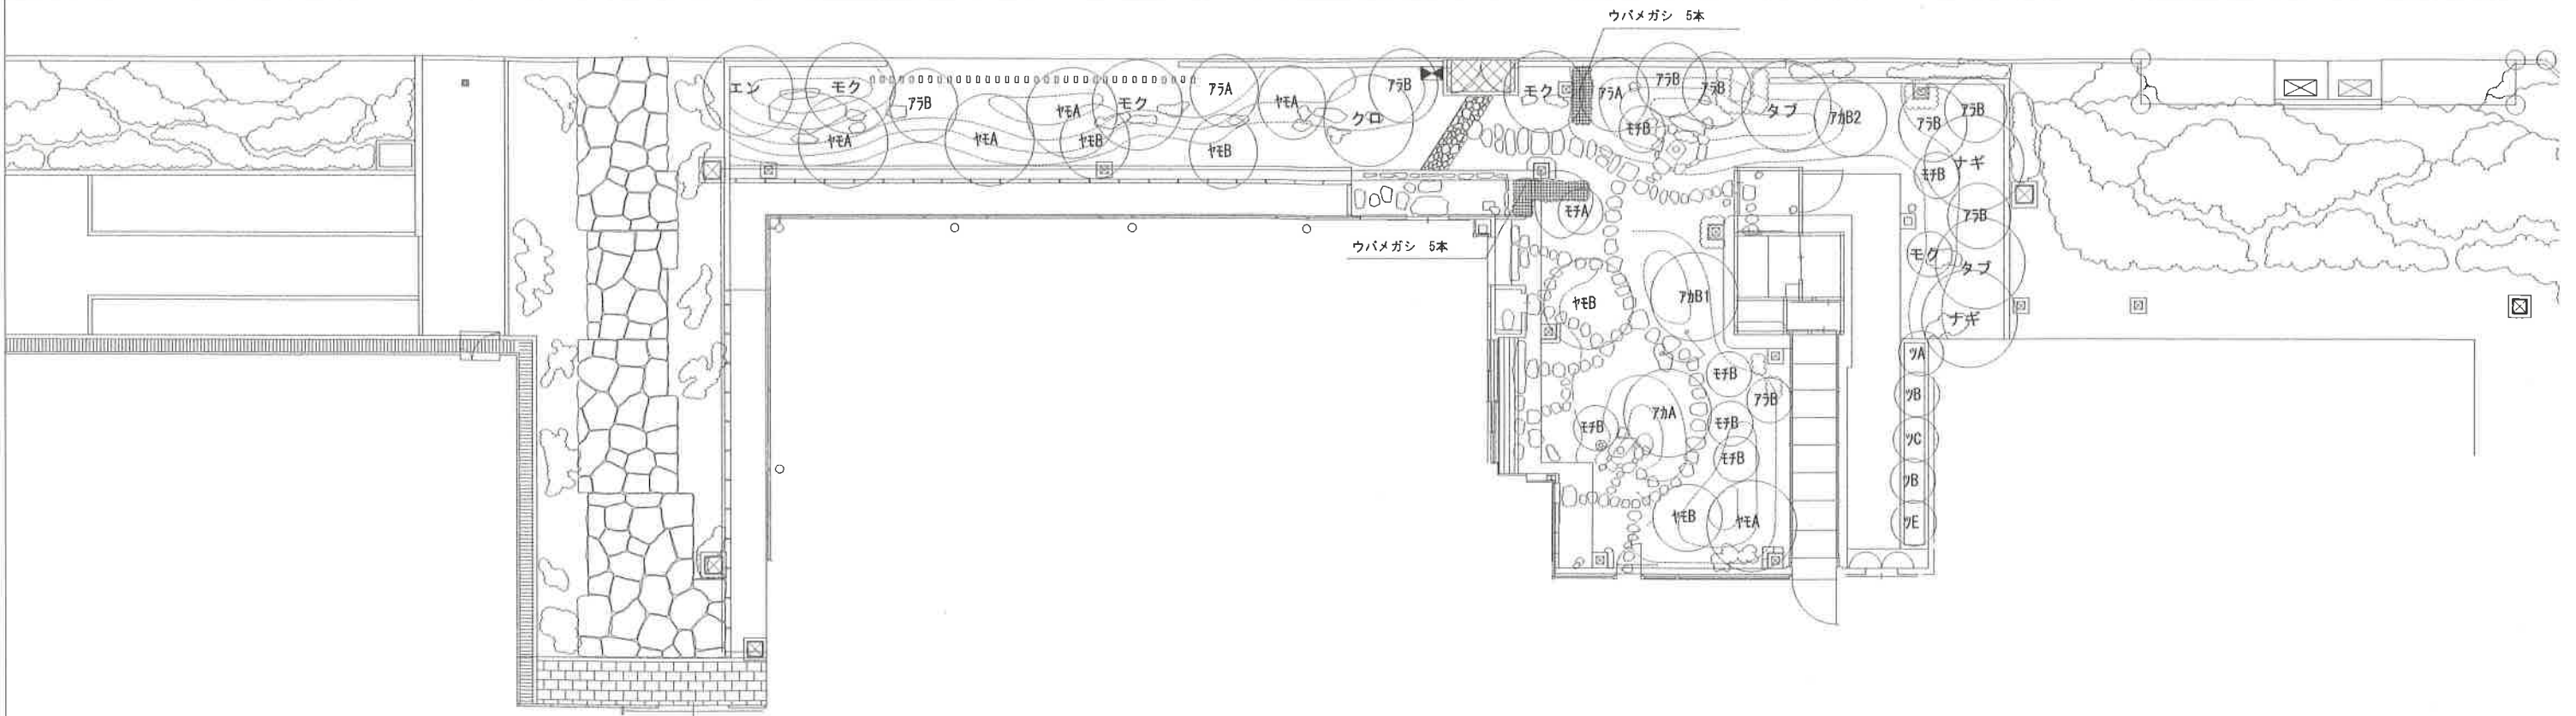 ウバメガシ 5本
エン
モク
ｱﾗB
ﾔﾓA
ﾔﾓA
ﾔﾓA
モク
ﾔﾓB
ｱﾗA
ﾔﾓB
ﾔﾓA
クロ
ｱﾗB
モク
ｱﾗA
ｱﾗB
ｱﾗB
ﾓﾁB
タブ
ｱｶB2
ｱﾗB
ｱﾗB
ナギ
ﾓﾁB
ﾓﾁA
ｱﾗB
ウバメガシ 5本
モク
タブ
ﾔﾓB
ｱｶB1
ナギ
ﾂA
ﾓﾁB
ﾂB
ｱﾗB
ｱｶA
ﾓﾁB
ﾓﾁB
ﾂC
ﾓﾁB
ﾂB
ﾔﾓB
ﾔﾓA
ﾂE